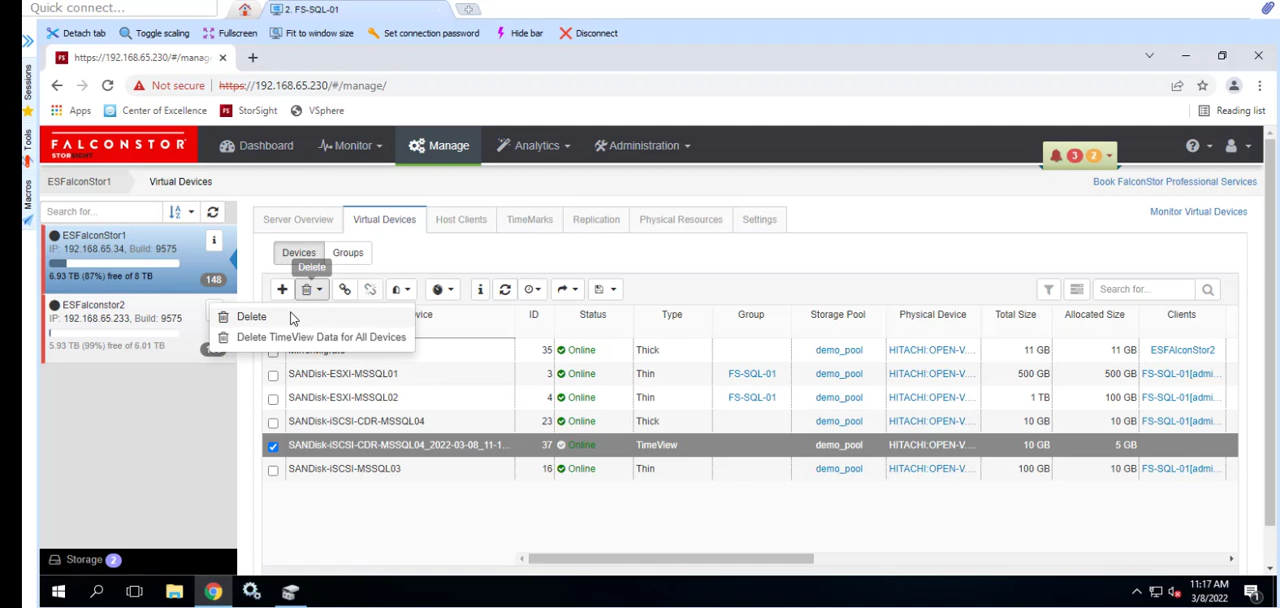 Quick connect...
2. FS-SQL-01
Detach tab
Toggle scaling
Fullscreen
Fit to window size
Set connection password
Hide bar
Disconnect
https://192.168.65.230/#/manag
Not secure
https://192.168.65.230/#/manage/
Apps
Center of Excellence
StorSight
VSphere
Reading list
Sessions
Tools
Macros
FALCONSTOR
STORSIGHT
Dashboard
Monitor
Manage
Analytics
Administration
3
2
ESFalconStor1
Virtual Devices
Book FalconStor Professional Services
Search for...
Server Overview
Virtual Devices
Host Clients
TimeMarks
Replication
Physical Resources
Settings
Monitor Virtual Devices
ESFalconStor1
IP: 192.168.65.34, Build: 9575
6.93 TB (87%) free of 8 TB
148
ESFalconstor2
IP: 192.168.65.233, Build: 9575
5.93 TB (99%) free of 6.01 TB
Devices
Groups
Delete
Search for...
Delete
Delete TimeView Data for All Devices
ID Status Type Group Storage Pool Physical Device Total Size Allocated Size Clients
35 Online Thick demo_pool HITACHI:OPEN-V.... 11 GB 11 GB ESFAlconStor2
SANDisk-ESXI-MSSQL01 3 Online Thin FS-SQL-01 demo_pool HITACHI:OPEN-V.... 500 GB 500 GB FS-SQL-01[admi...
SANDisk-ESXI-MSSQL02 4 Online Thin FS-SQL-01 demo_pool HITACHI:OPEN-V.... 1 TB 100 GB FS-SQL-01[admi...
SANDisk-iSCSI-CDR-MSSQL04 23 Online Thick demo_pool HITACHI:OPEN-V.... 10 GB 10 GB FS-SQL-01[admi...
SANDisk-iSCSI-CDR-MSSQL04_2022-03-08_11-1... 37 Online TimeView demo_pool HITACHI:OPEN-V.... 10 GB 5 GB
SANDisk-iSCSI-MSSQL03 16 Online Thin demo_pool HITACHI:OPEN-V.... 100 GB 10 GB FS-SQL-01[admi...
Storage 2
11:17 AM
3/8/2022